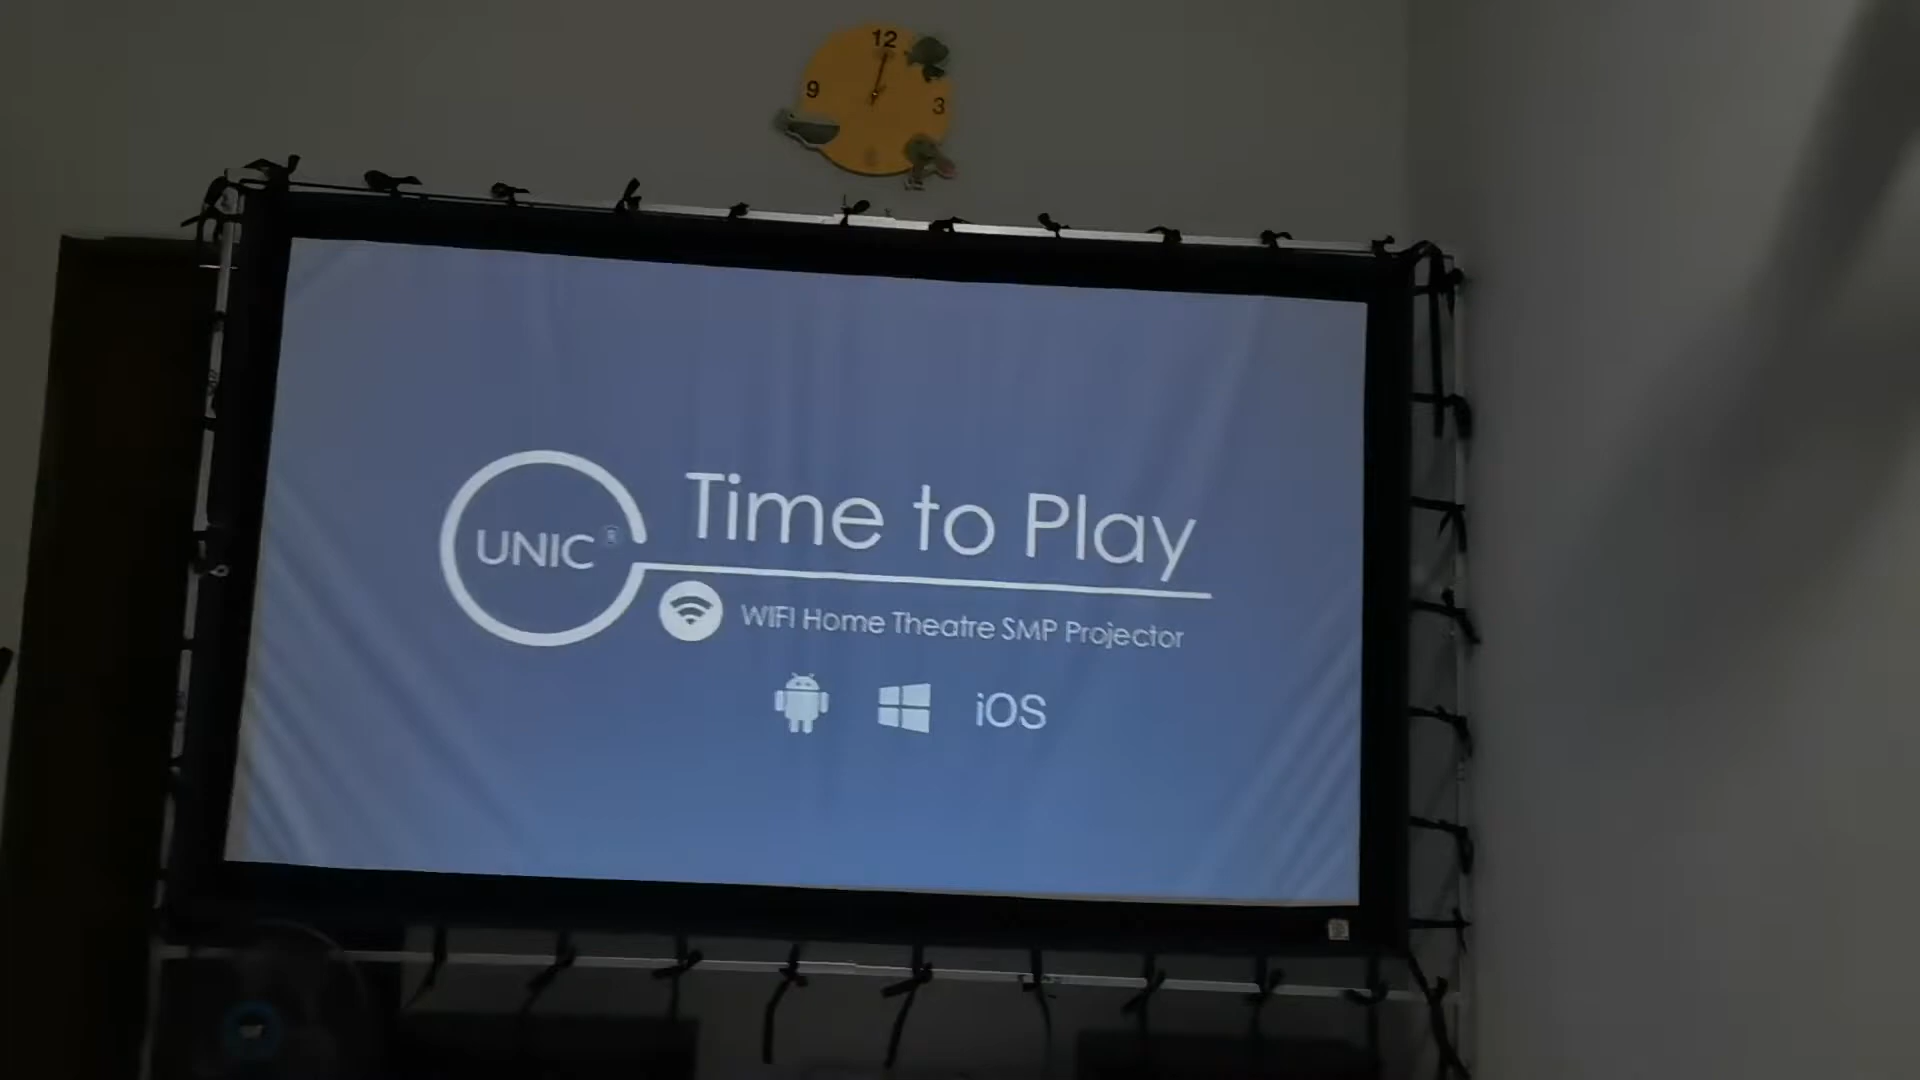 12
9
3
UNIC®
Time to Play
WIFI Home Theatre SMP Projector
iOS